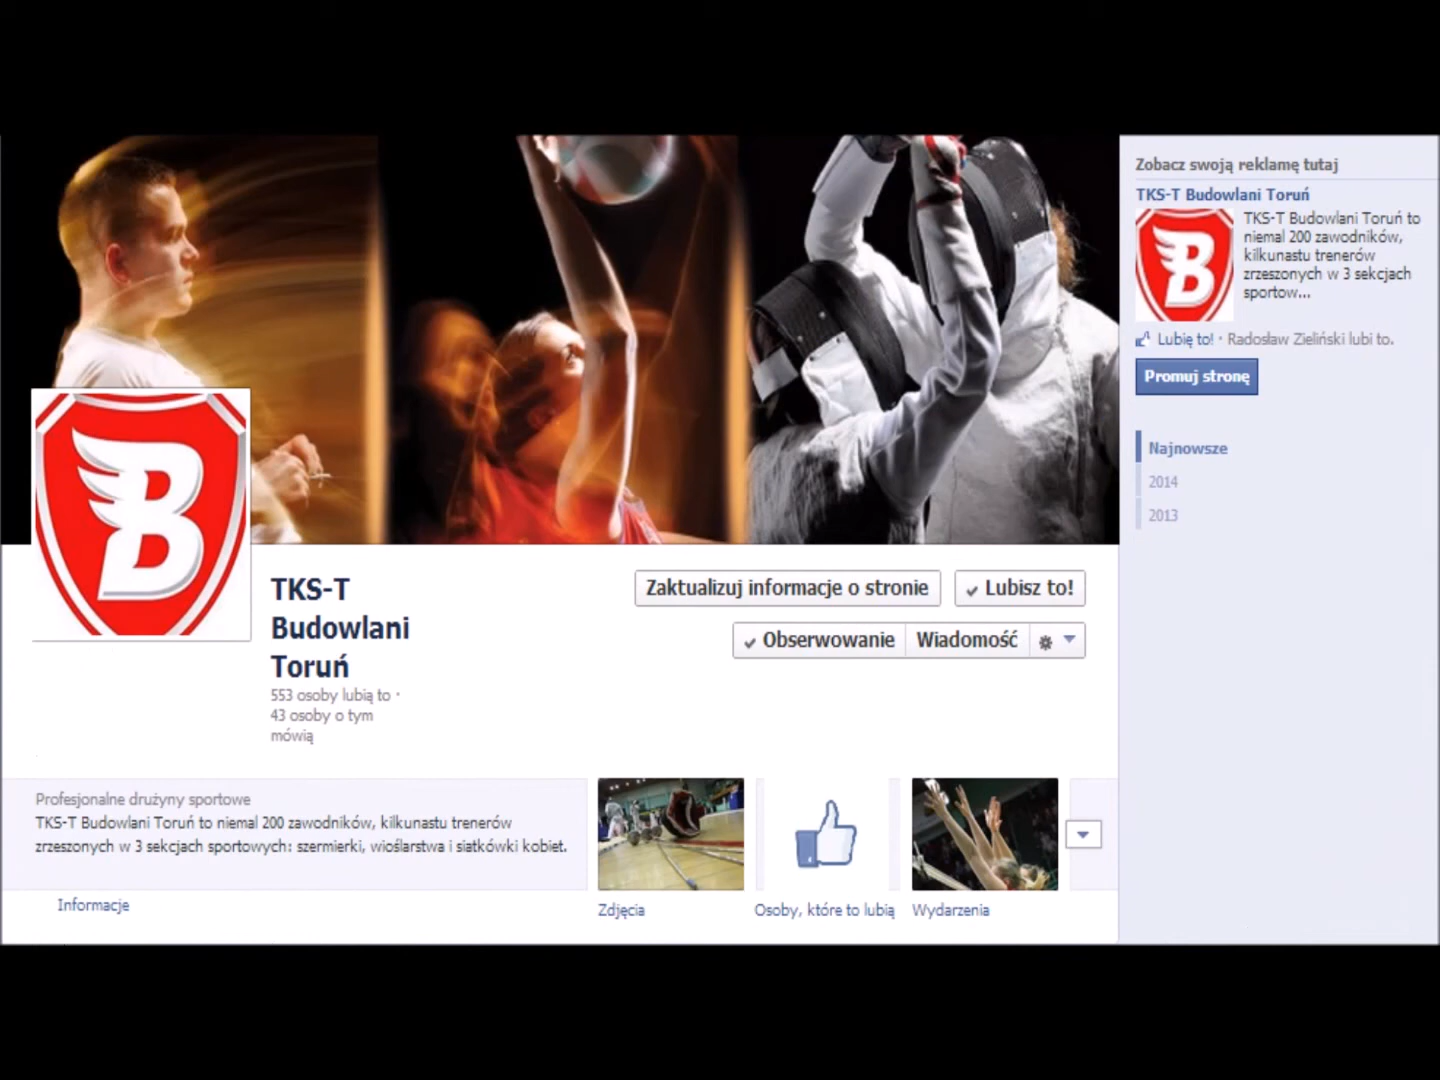 Zobacz swoją reklamę tutaj
TKS-T Budowlani Toruń
TKS-T Budowlani Toruń to
niemal 200 zawodników,
kilkunastu trenerów
zrzeszonych w 3 sekcjach
sportow...
Lubię to! · Radosław Zieliński lubi to.
Promuj stronę
Najnowsze
2014
2013
B
B
TKS-T
Budowlani
Toruń
553 osoby lubią to ·
43 osoby o tym
mówią
Zaktualizuj informacje o stronie
Lubisz to!
Obserwowanie
Wiadomość
Profesjonalne drużyny sportowe
TKS-T Budowlani Toruń to niemal 200 zawodników, kilkunastu trenerów
zrzeszonych w 3 sekcjach sportowych: szermierki, wioślarstwa i siatkówki kobiet.
Informacje
Zdjęcia
Osoby, które to lubią
Wydarzenia